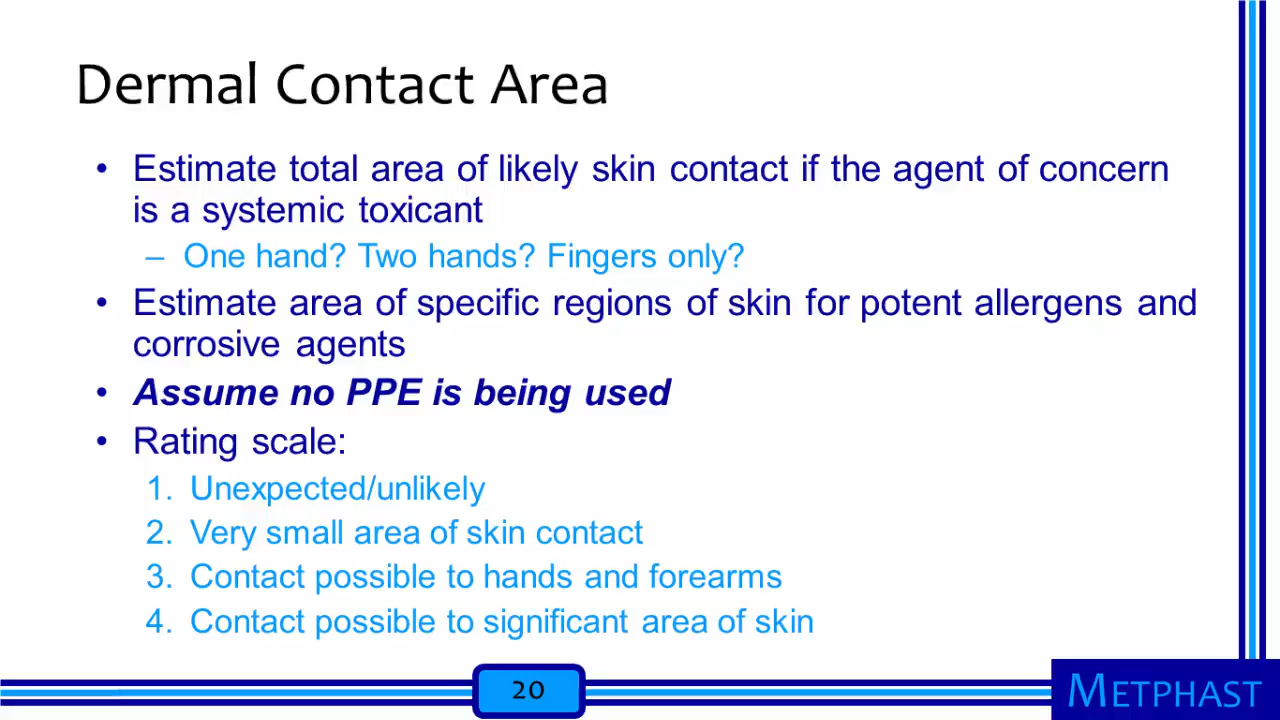 Dermal Contact Area
• Estimate total area of likely skin contact if the agent of concern
is a systemic toxicant
– One hand? Two hands? Fingers only?
• Estimate area of specific regions of skin for potent allergens and
corrosive agents
• Assume no PPE is being used
• Rating scale:
1. Unexpected/unlikely
2. Very small area of skin contact
3. Contact possible to hands and forearms
4. Contact possible to significant area of skin
20
METPHAST